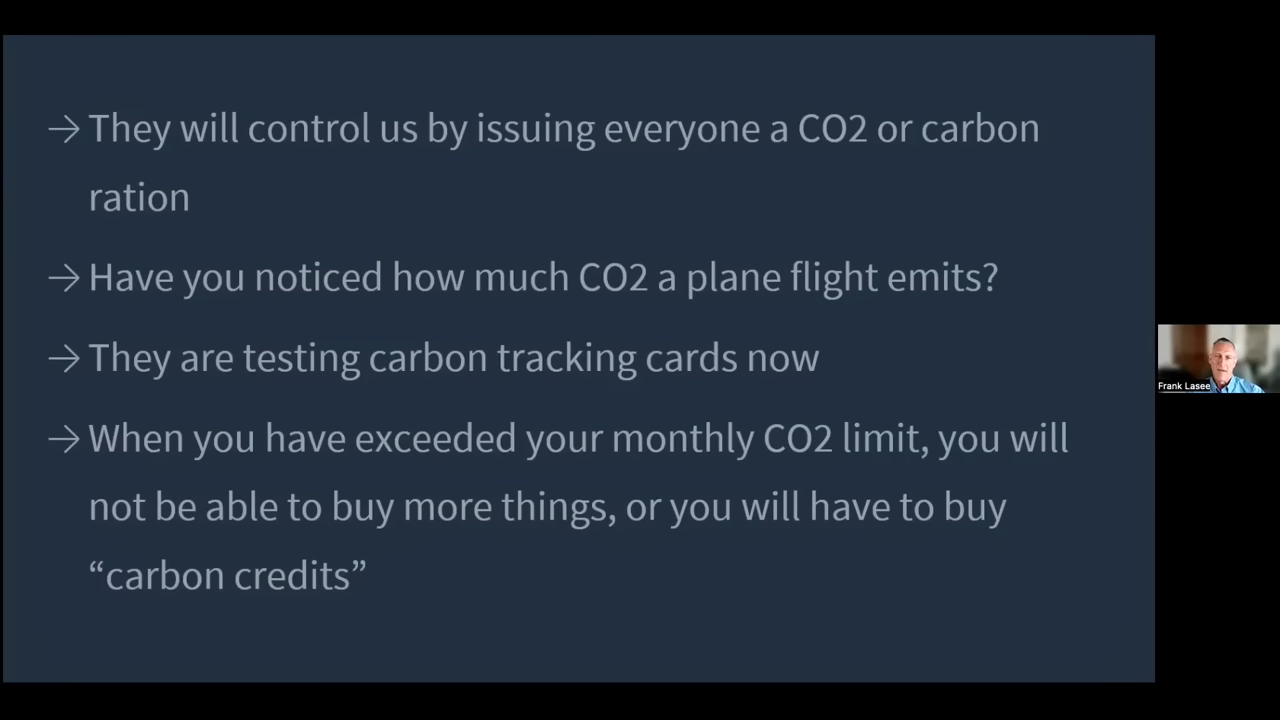 → They will control us by issuing everyone a CO2 or carbon
ration
→ Have you noticed how much CO2 a plane flight emits?
→ They are testing carbon tracking cards now
→ When you have exceeded your monthly CO2 limit, you will
not be able to buy more things, or you will have to buy
“carbon credits”
Frank Lasee